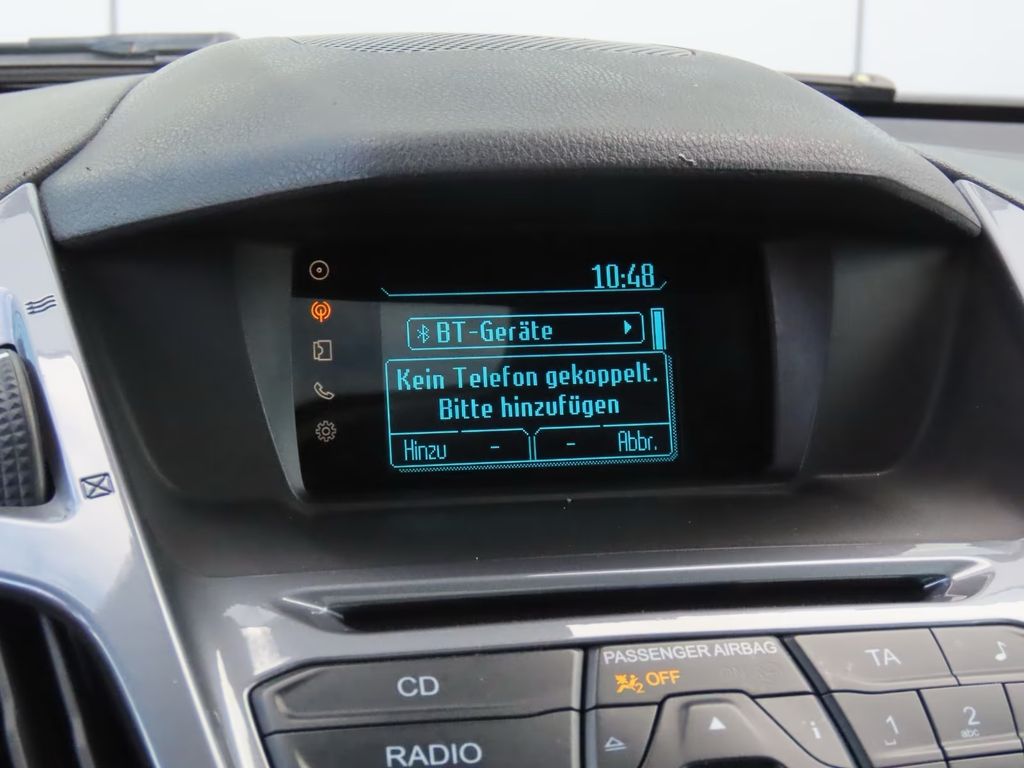 10:48
BT-Geräte
Kein Telefon gekoppelt.
Bitte hinzufügen
Hinzu - - Abbr.
PASSENGER AIRBAG
2 OFF
CD
TA
RADIO
i
1
2
abc